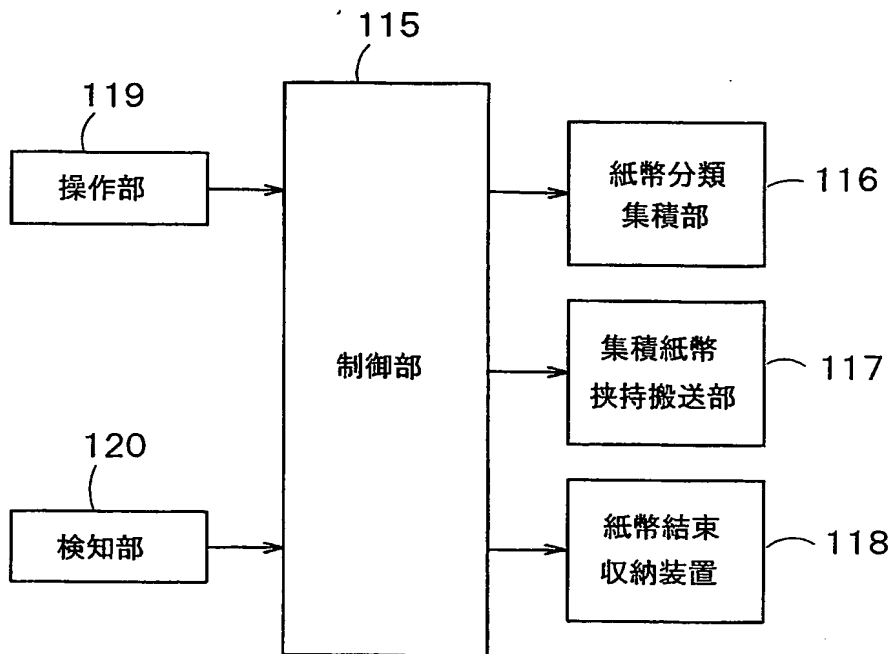 115
119
操作部
紙幣分類
集積部
116
制御部
集積紙幣
挟持搬送部
117
120
検知部
紙幣結束
収納装置
118